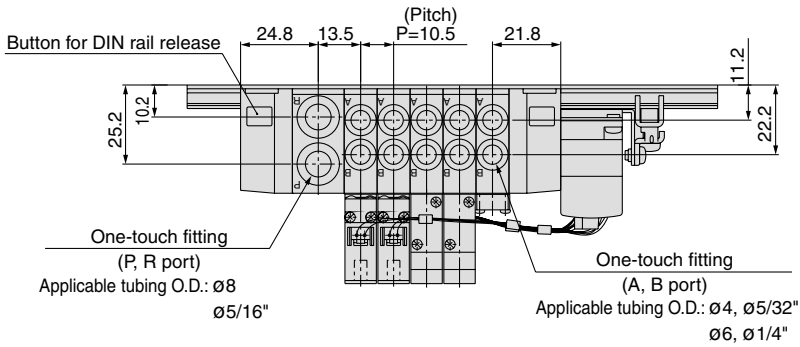 (Pitch)
24.8
13.5
P=10.5
21.8
Button for DIN rail release
11.2
10.2
25.2
22.2
R
A A A A A
B B B B B
P
One-touch fitting
(P, R port)
Applicable tubing O.D.: Ø8
Ø5/16"
One-touch fitting
(A, B port)
Applicable tubing O.D.: Ø4, Ø5/32"
Ø6, Ø1/4"